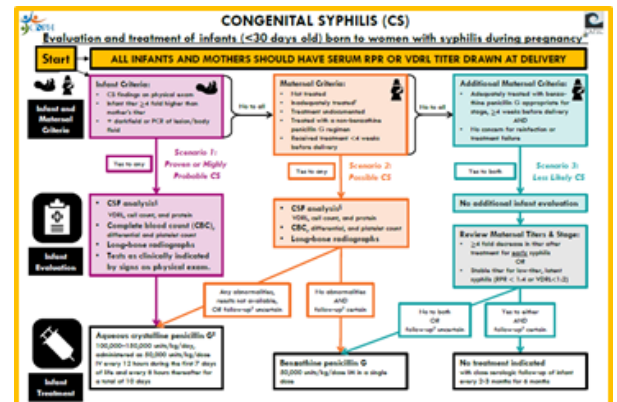 CONGENITAL SYPHILIS (CS)
Evaluation and treatment of infants (<30 days old) born to women with syphilis during pregnancy
Start
ALL INFANTS AND MOTHERS SHOULD HAVE SERUM RPR OR VDRL TITER DRAWN AT DELIVERY
Infant and
Maternal
Criteria
Infant Criteria:
• CS findings on physical exam
• Infant titer ≥4 fold higher than
mother's titer
• + darkfield or PCR of lesion/body
fluid
No to all
Maternal Criteria:
• Not treated
• Inadequately treated
• Treatment undocumented
• Treated with a non-benzathine
penicillin G regimen
• Received treatment <4 weeks
before delivery
No to all
Additional Maternal Criteria:
• Adequately treated with benza-
thine penicillin G appropriate for
stage, ≥4 weeks before delivery
AND
• No concern for reinfection or
treatment failure
Yes to any
Scenario 1:
Proven or Highly
Probable CS
Yes to any
Scenario 2:
Possible CS
Yes to both
Scenario 3:
Less Likely CS
Infant
Evaluation
• CSF analysis
VDRL, cell count, and protein
• Complete blood count (CBC),
differential and platelet count
• Long-bone radiographs
• Tests as clinically indicated
by signs on physical exam.
• CSF analysis
VDRL, cell count, and protein
• CBC, differential and platelet count
• Long-bone radiographs
No additional infant evaluation
Review Maternal Titers & Stage:
• ≥4 fold decrease in titer after
treatment for early syphilis
OR
• Stable titer for low-titer, latent
syphilis (RPR < 1:4 or VDRL<1:2)
Any abnormalities,
results not available,
OR follow-up uncertain
No abnormalities
AND
follow-up certain
No to both
OR
follow-up uncertain
Yes to either
AND
follow-up certain
Infant
Treatment
Aqueous crystalline penicillin G
100,000-150,000 units/kg/day,
administered as 50,000 units/kg/dose
IV every 12 hours during the first 7 days
of life and every 8 hours thereafter for
a total of 10 days
Benzathine penicillin G
50,000 units/kg/dose IM in a single
dose
No treatment indicated
with close serologic follow-up of infant
every 2-3 months for 6 months